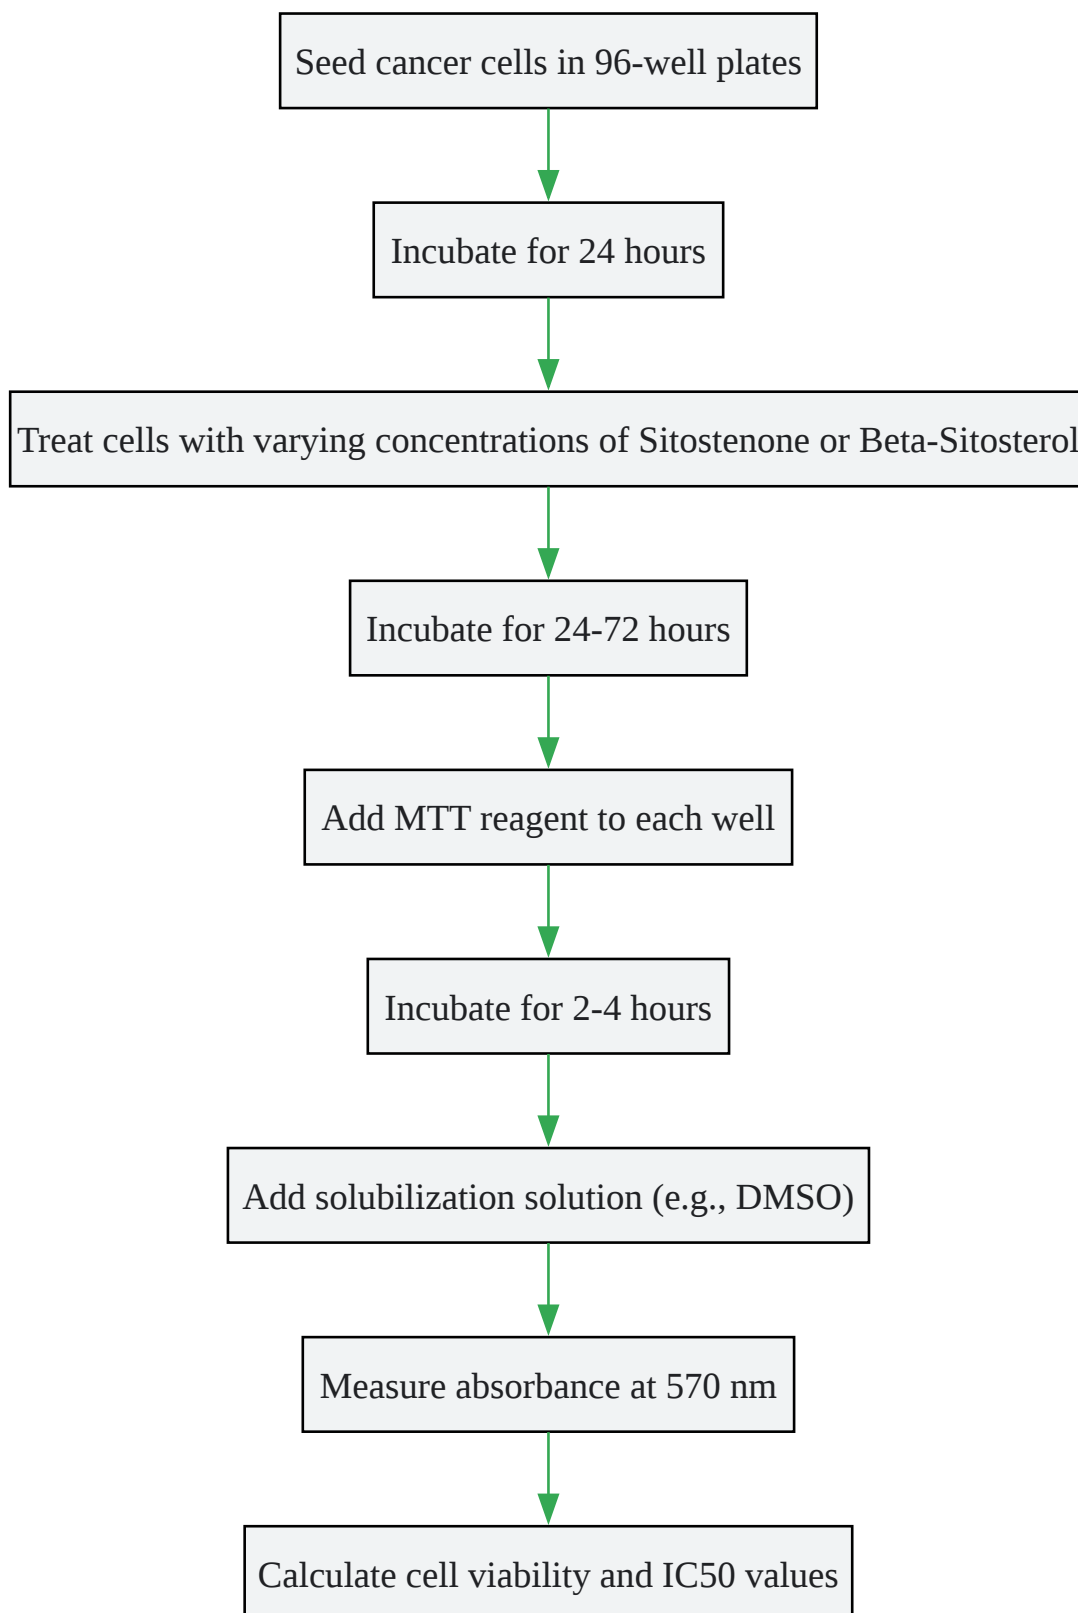 Seed cancer cells in 96-well plates
Incubate for 24 hours
Treat cells with varying concentrations of Sitostenone or Beta-Sitosterol
Incubate for 24-72 hours
Add MTT reagent to each well
Incubate for 2-4 hours
Add solubilization solution (e.g., DMSO)
Measure absorbance at 570 nm
Calculate cell viability and IC50 values